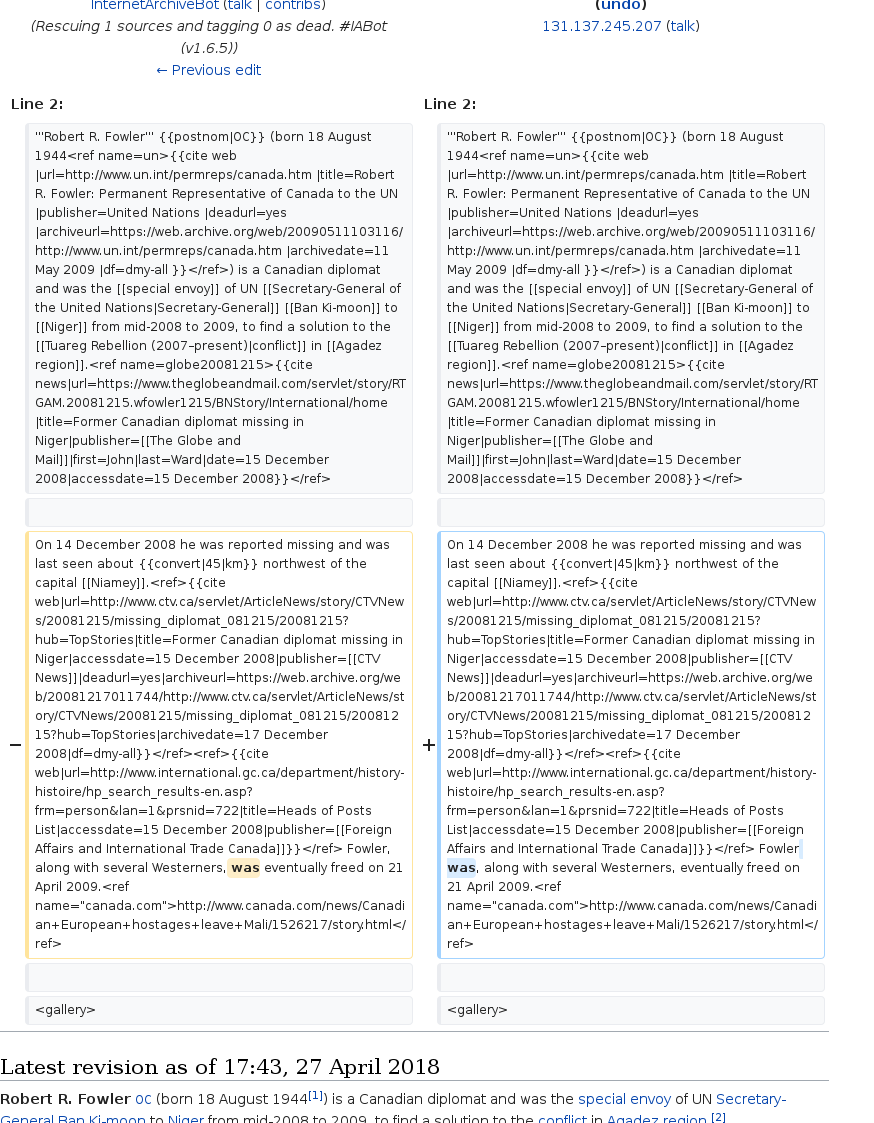 InternetArchiveBot (talk | contribs)
(Rescuing 1 sources and tagging 0 as dead. #IABot
(v1.6.5))
← Previous edit
(undo)
131.137.245.207 (talk)
Line 2:
'''Robert R. Fowler''' {{postnom|OC}} (born 18 August
1944<ref name=un>{{cite web
|url=http://www.un.int/permreps/canada.htm |title=Robert
R. Fowler: Permanent Representative of Canada to the UN
|publisher=United Nations |deadurl=yes
|archiveurl=https://web.archive.org/web/20090511103116/
http://www.un.int/permreps/canada.htm |archivedate=11
May 2009 |df=dmy-all }}</ref>) is a Canadian diplomat
and was the [[special envoy]] of UN [[Secretary-General of
the United Nations|Secretary-General]] [[Ban Ki-moon]] to
[[Niger]] from mid-2008 to 2009, to find a solution to the
[[Tuareg Rebellion (2007–present)|conflict]] in [[Agadez
region]].<ref name=globe20081215>{{cite
news|url=https://www.theglobeandmail.com/servlet/story/RT
GAM.20081215.wfowler1215/BNStory/International/home
|title=Former Canadian diplomat missing in
Niger|publisher=[[The Globe and
Mail]]|first=John|last=Ward|date=15 December
2008|accessdate=15 December 2008}}</ref>
− On 14 December 2008 he was reported missing and was
last seen about {{convert|45|km}} northwest of the
capital [[Niamey]].<ref>{{cite
web|url=http://www.ctv.ca/servlet/ArticleNews/story/CTVNew
s/20081215/missing_diplomat_081215/20081215?
hub=TopStories|title=Former Canadian diplomat missing in
Niger|accessdate=15 December 2008|publisher=[[CTV
News]]|deadurl=yes|archiveurl=https://web.archive.org/we
b/20081217011744/http://www.ctv.ca/servlet/ArticleNews/st
ory/CTVNews/20081215/missing_diplomat_081215/200812
15?hub=TopStories|archivedate=17 December
2008|df=dmy-all}}</ref><ref>{{cite
web|url=http://www.international.gc.ca/department/history-
histoire/hp_search_results-en.asp?
frm=person&lan=1&prsnid=722|title=Heads of Posts
List|accessdate=15 December 2008|publisher=[[Foreign
Affairs and International Trade Canada]]}}</ref> Fowler,
along with several Westerners, was eventually freed on 21
April 2009.<ref
name="canada.com">http://www.canada.com/news/Canadi
an+European+hostages+leave+Mali/1526217/story.html</
ref>
<gallery>
Line 2:
'''Robert R. Fowler''' {{postnom|OC}} (born 18 August
1944<ref name=un>{{cite web
|url=http://www.un.int/permreps/canada.htm |title=Robert
R. Fowler: Permanent Representative of Canada to the UN
|publisher=United Nations |deadurl=yes
|archiveurl=https://web.archive.org/web/20090511103116/
http://www.un.int/permreps/canada.htm |archivedate=11
May 2009 |df=dmy-all }}</ref>) is a Canadian diplomat
and was the [[special envoy]] of UN [[Secretary-General of
the United Nations|Secretary-General]] [[Ban Ki-moon]] to
[[Niger]] from mid-2008 to 2009, to find a solution to the
[[Tuareg Rebellion (2007–present)|conflict]] in [[Agadez
region]].<ref name=globe20081215>{{cite
news|url=https://www.theglobeandmail.com/servlet/story/RT
GAM.20081215.wfowler1215/BNStory/International/home
|title=Former Canadian diplomat missing in
Niger|publisher=[[The Globe and
Mail]]|first=John|last=Ward|date=15 December
2008|accessdate=15 December 2008}}</ref>
+ On 14 December 2008 he was reported missing and was
last seen about {{convert|45|km}} northwest of the
capital [[Niamey]].<ref>{{cite
web|url=http://www.ctv.ca/servlet/ArticleNews/story/CTVNew
s/20081215/missing_diplomat_081215/20081215?
hub=TopStories|title=Former Canadian diplomat missing in
Niger|accessdate=15 December 2008|publisher=[[CTV
News]]|deadurl=yes|archiveurl=https://web.archive.org/we
b/20081217011744/http://www.ctv.ca/servlet/ArticleNews/st
ory/CTVNews/20081215/missing_diplomat_081215/200812
15?hub=TopStories|archivedate=17 December
2008|df=dmy-all}}</ref><ref>{{cite
web|url=http://www.international.gc.ca/department/history-
histoire/hp_search_results-en.asp?
frm=person&lan=1&prsnid=722|title=Heads of Posts
List|accessdate=15 December 2008|publisher=[[Foreign
Affairs and International Trade Canada]]}}</ref> Fowler
was, along with several Westerners, eventually freed on
21 April 2009.<ref
name="canada.com">http://www.canada.com/news/Canadi
an+European+hostages+leave+Mali/1526217/story.html</
ref>
<gallery>
Latest revision as of 17:43, 27 April 2018
Robert R. Fowler OC (born 18 August 1944[1]) is a Canadian diplomat and was the special envoy of UN Secretary-
General Ban Ki-moon to Niger from mid-2008 to 2009, to find a solution to the conflict in Agadez region.[2]